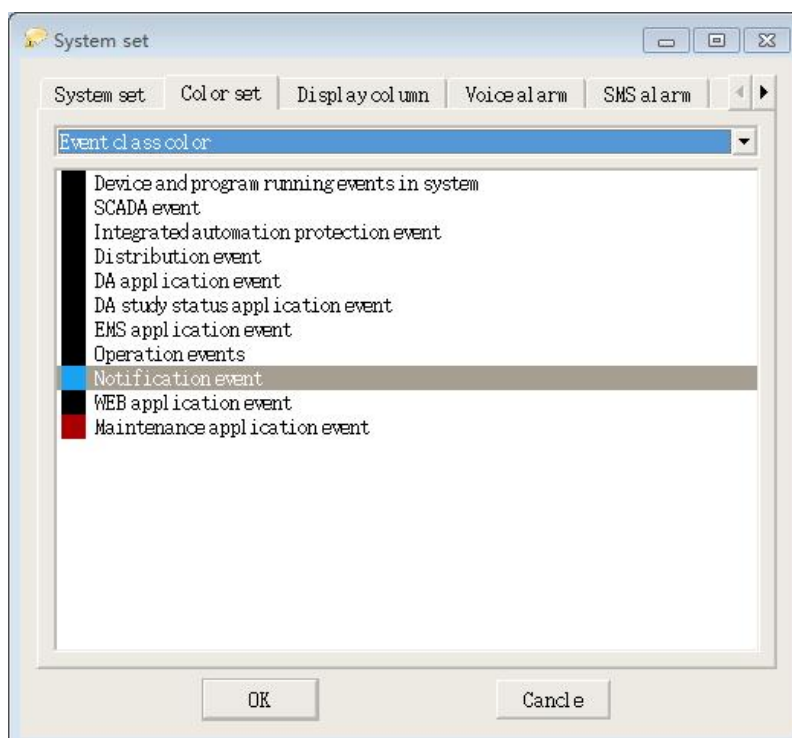 System set
System set Color set Display column Voice alarm SMS alarm
Event class color
Device and program running events in system
SCADA event
Integrated automation protection event
Distribution event
DA application event
DA study status application event
EMS application event
Operation events
Notification event
WEB application event
Maintenance application event
OK Cancle